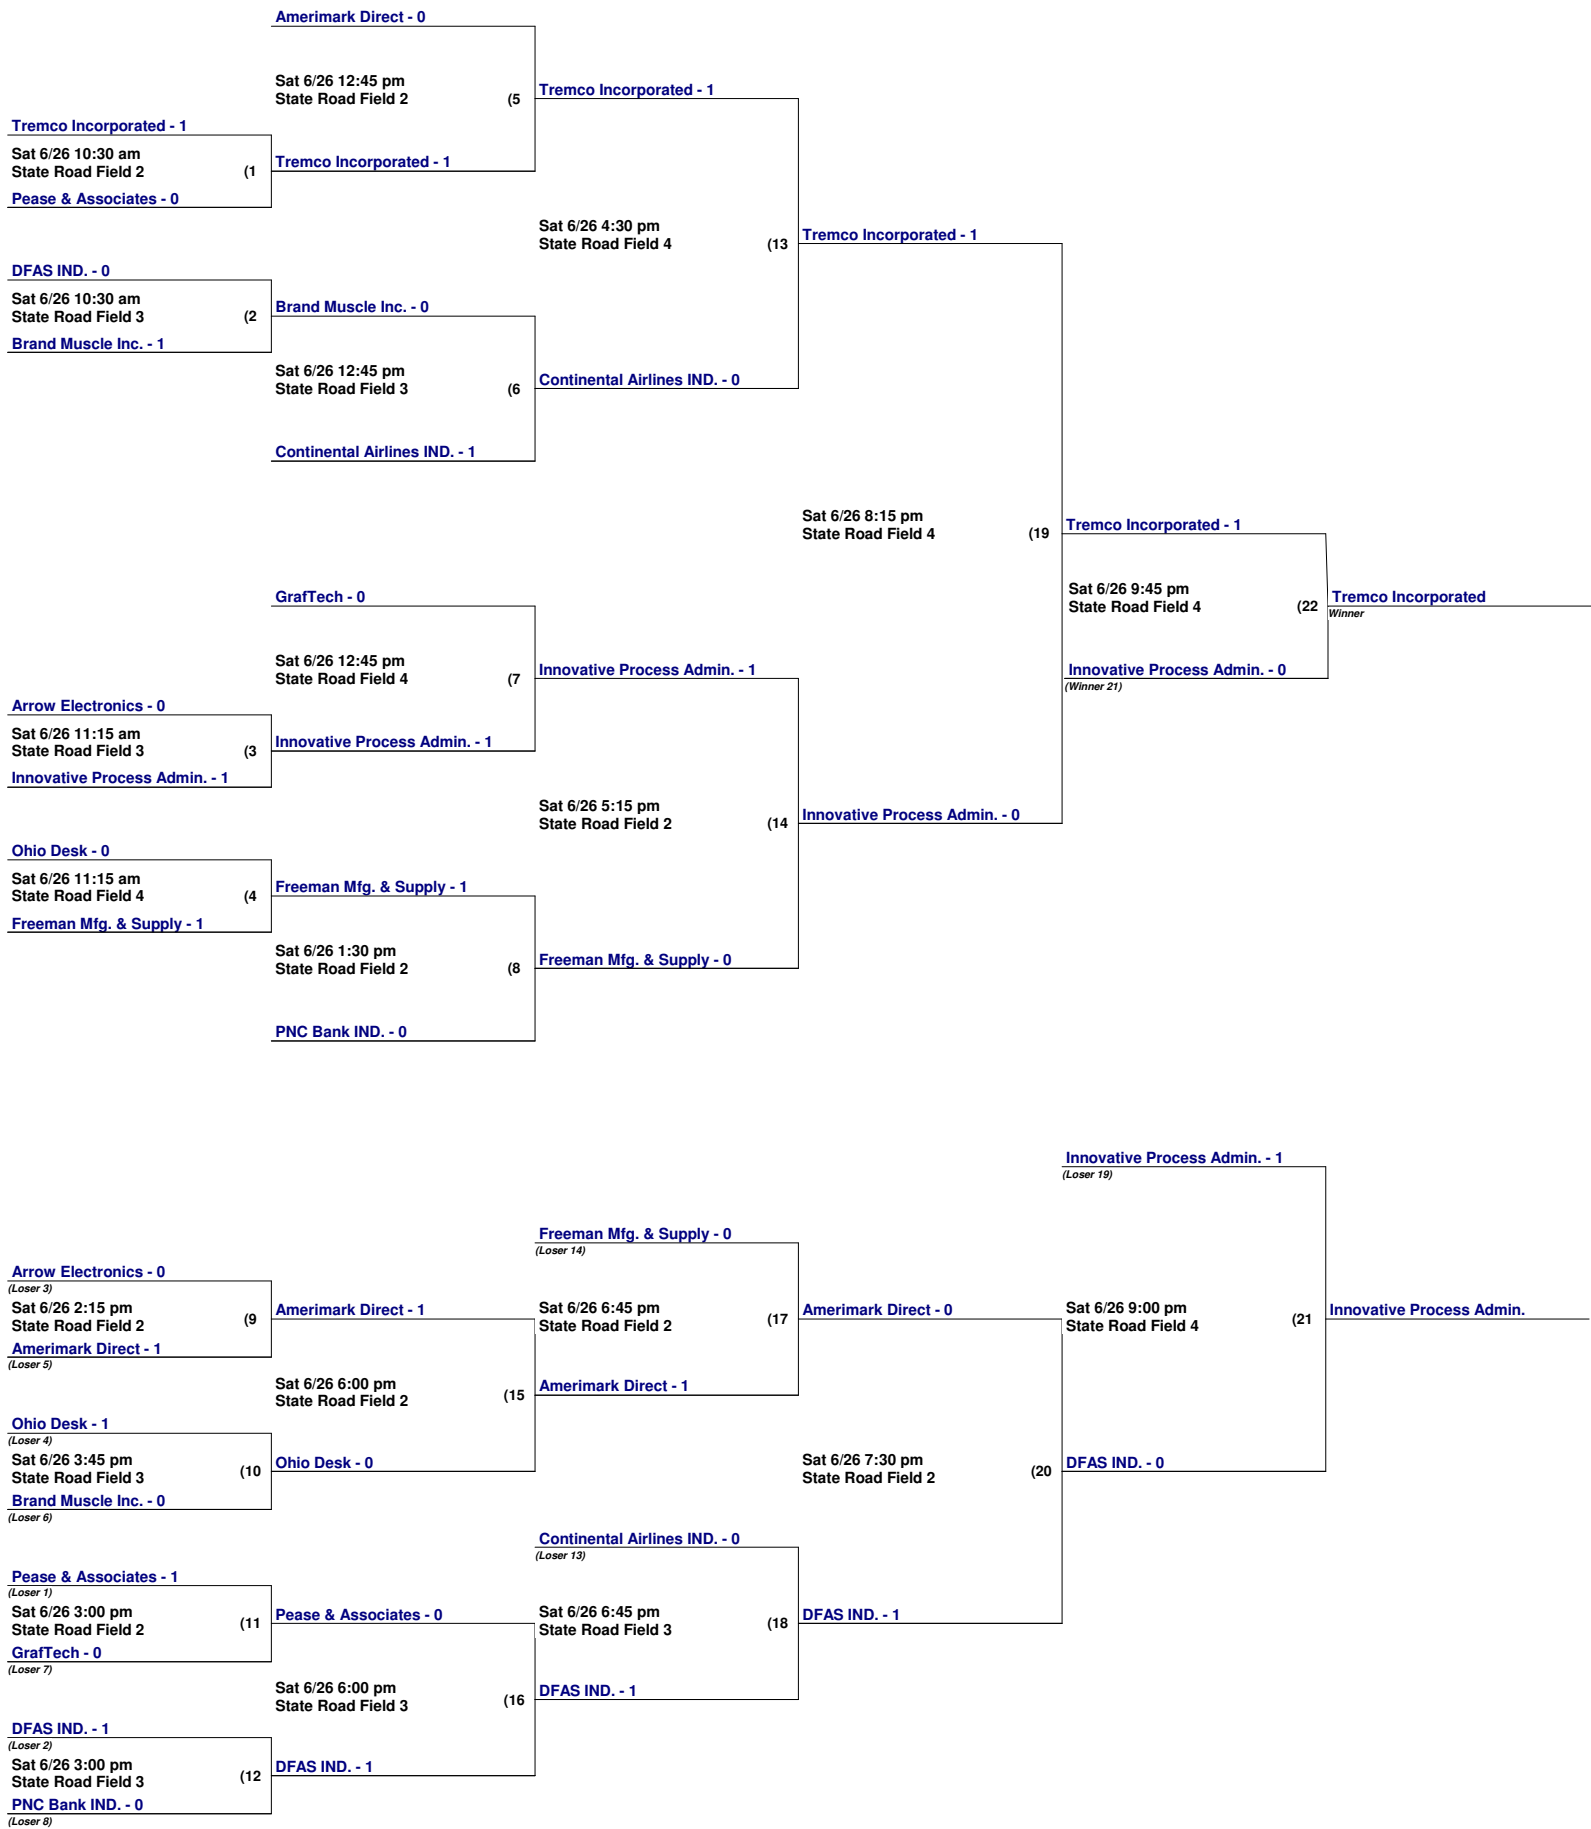 Amerimark Direct - 0
Sat 6/26 12:45 pm
State Road Field 2
(5
Tremco Incorporated - 1
Tremco Incorporated - 1
Sat 6/26 10:30 am
State Road Field 2
(1
Tremco Incorporated - 1
Pease & Associates - 0
Sat 6/26 4:30 pm
State Road Field 4
(13
Tremco Incorporated - 1
DFAS IND. - 0
Sat 6/26 10:30 am
State Road Field 3
(2
Brand Muscle Inc. - 0
Brand Muscle Inc. - 1
Sat 6/26 12:45 pm
State Road Field 3
(6
Continental Airlines IND. - 0
Continental Airlines IND. - 1
Sat 6/26 8:15 pm
State Road Field 4
(19
Tremco Incorporated - 1
Sat 6/26 9:45 pm
State Road Field 4
(22
Tremco Incorporated
Winner
Innovative Process Admin. - 0
(Winner 21)
GrafTech - 0
Sat 6/26 12:45 pm
State Road Field 4
(7
Innovative Process Admin. - 1
Arrow Electronics - 0
Sat 6/26 11:15 am
State Road Field 3
(3
Innovative Process Admin. - 1
Innovative Process Admin. - 1
Sat 6/26 5:15 pm
State Road Field 2
(14
Innovative Process Admin. - 0
Ohio Desk - 0
Sat 6/26 11:15 am
State Road Field 4
(4
Freeman Mfg. & Supply - 1
Freeman Mfg. & Supply - 1
Sat 6/26 1:30 pm
State Road Field 2
(8
Freeman Mfg. & Supply - 0
PNC Bank IND. - 0
Innovative Process Admin. - 1
(Loser 19)
Freeman Mfg. & Supply - 0
(Loser 14)
Arrow Electronics - 0
(Loser 3)
Sat 6/26 2:15 pm
State Road Field 2
(9
Amerimark Direct - 1
Sat 6/26 6:45 pm
State Road Field 2
(17
Amerimark Direct - 0
Sat 6/26 9:00 pm
State Road Field 4
(21
Innovative Process Admin.
Amerimark Direct - 1
(Loser 5)
Sat 6/26 6:00 pm
State Road Field 2
(15
Amerimark Direct - 1
Ohio Desk - 1
(Loser 4)
Sat 6/26 3:45 pm
State Road Field 3
(10
Ohio Desk - 0
Sat 6/26 7:30 pm
State Road Field 2
(20
DFAS IND. - 0
Brand Muscle Inc. - 0
(Loser 6)
Continental Airlines IND. - 0
(Loser 13)
Pease & Associates - 1
(Loser 1)
Sat 6/26 3:00 pm
State Road Field 2
(11
Pease & Associates - 0
Sat 6/26 6:45 pm
State Road Field 3
(18
DFAS IND. - 1
GrafTech - 0
(Loser 7)
Sat 6/26 6:00 pm
State Road Field 3
(16
DFAS IND. - 1
DFAS IND. - 1
(Loser 2)
Sat 6/26 3:00 pm
State Road Field 3
(12
DFAS IND. - 1
PNC Bank IND. - 0
(Loser 8)